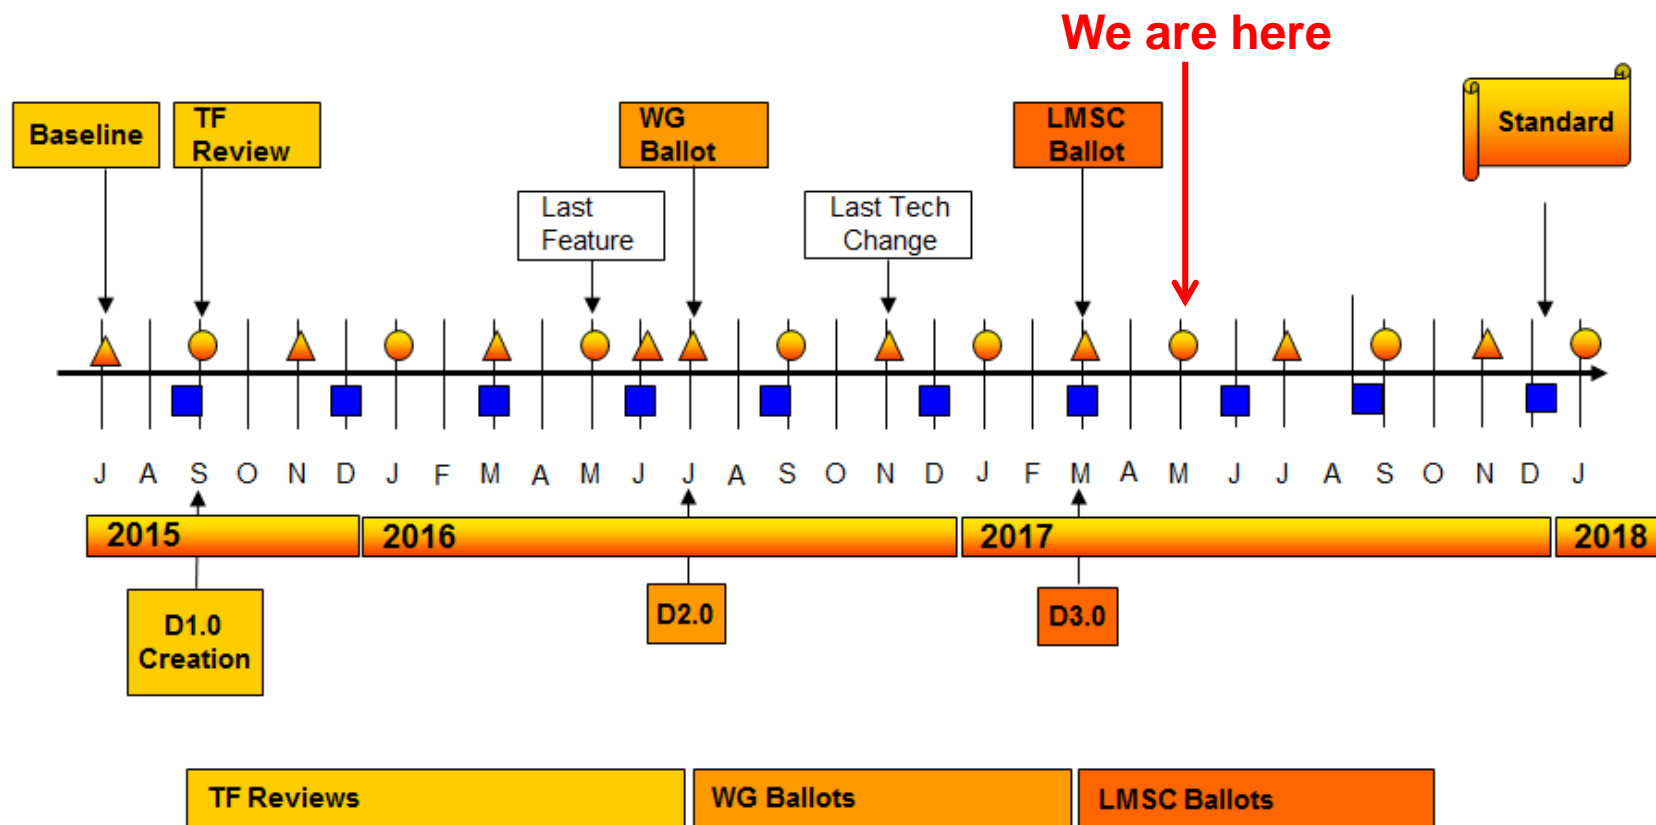 We are here
Baseline
TF
Review
WG
Ballot
LMSC
Ballot
Standard
Last
Feature
Last Tech
Change
J A S O N D J F M A M J J A S O N D J F M A M J J A S O N D J
2015 2016 2017 2018
D1.0
Creation
D2.0
D3.0
TF Reviews WG Ballots LMSC Ballots